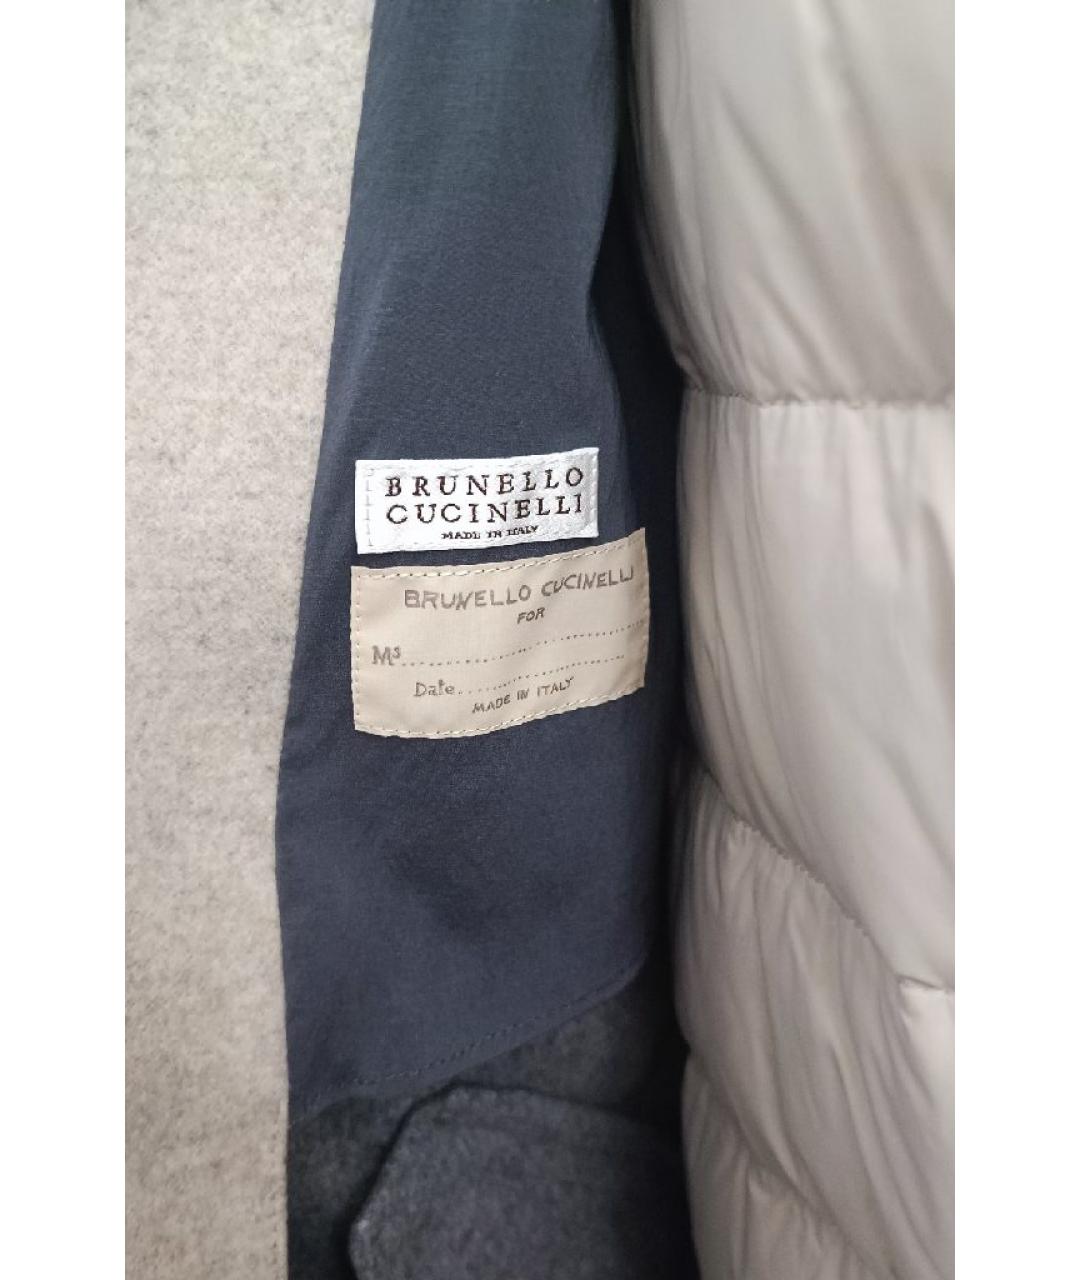 BRUNELLO
CUCINELLI
MADE IN ITALY
BRUNELLO CUCINELLI
FOR
Ms....................
Date....................
MADE IN ITALY